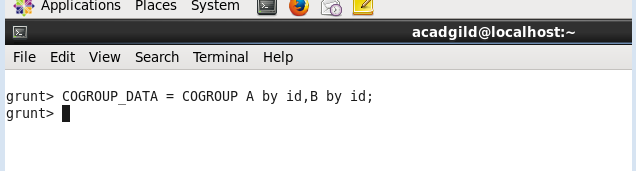 Applications Places System
acadgild@localhost:~
File Edit View Search Terminal Help
grunt> COGROUP_DATA = COGROUP A by id,B by id;
grunt>